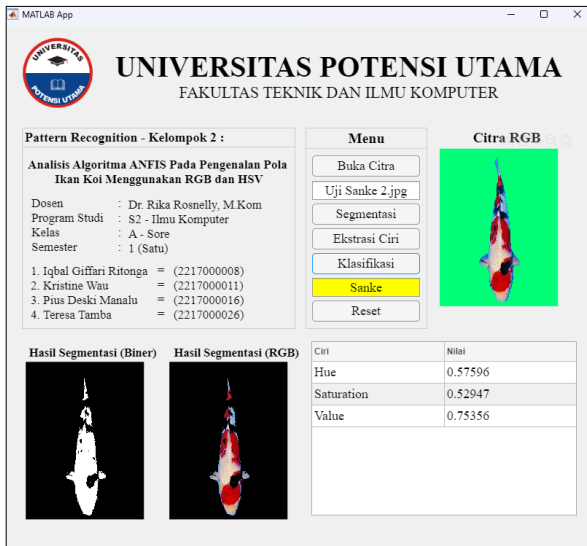 MATLAB App
UNIVERSITAS
POTENSI UTAMA
UNIVERSITAS POTENSI UTAMA
FAKULTAS TEKNIK DAN ILMU KOMPUTER
Pattern Recognition - Kelompok 2 :
Analisis Algoritma ANFIS Pada Pengenalan Pola
Ikan Koi Menggunakan RGB dan HSV
Dosen : Dr. Rika Rosnelly, M.Kom
Program Studi : S2 - Ilmu Komputer
Kelas : A - Sore
Semester : 1 (Satu)
1. Iqbal Giffari Ritonga = (2217000008)
2. Kristine Wau = (2217000011)
3. Pius Deski Manalu = (2217000016)
4. Teresa Tamba = (2217000026)
Menu
Buka Citra
Uji Sanke 2.jpg
Segmentasi
Ekstrasi Ciri
Klasifikasi
Sanke
Reset
Citra RGB
Hasil Segmentasi (Biner)
Hasil Segmentasi (RGB)
Ciri Nilai
Hue 0.57596
Saturation 0.52947
Value 0.75356